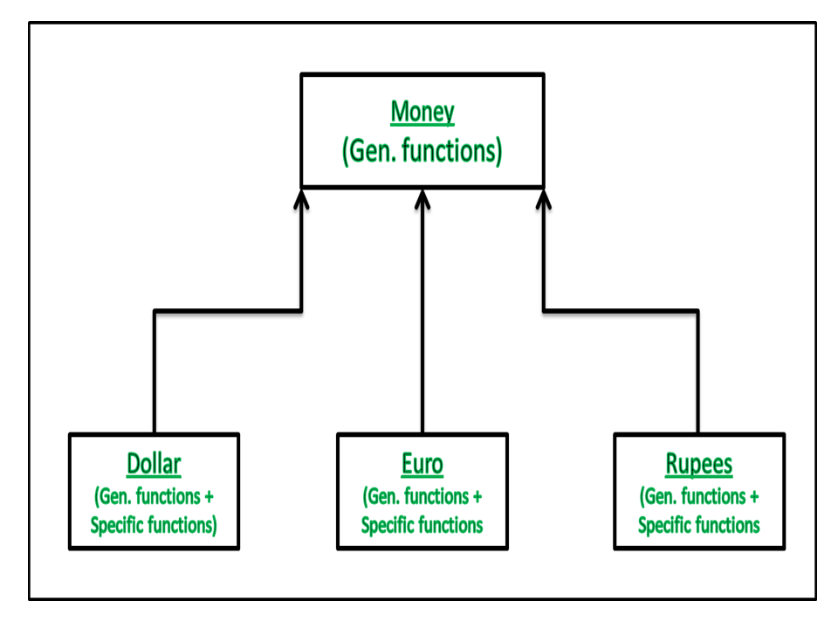 Money
(Gen. functions)
Dollar
(Gen. functions +
Specific functions)
Euro
(Gen. functions +
Specific functions
Rupees
(Gen. functions +
Specific functions